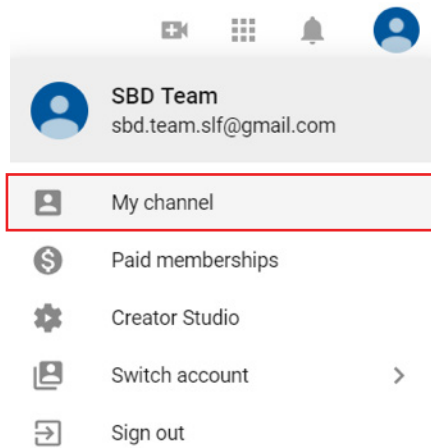 SBD Team
sbd.team.slf@gmail.com
My channel
Paid memberships
Creator Studio
Switch account
Sign out